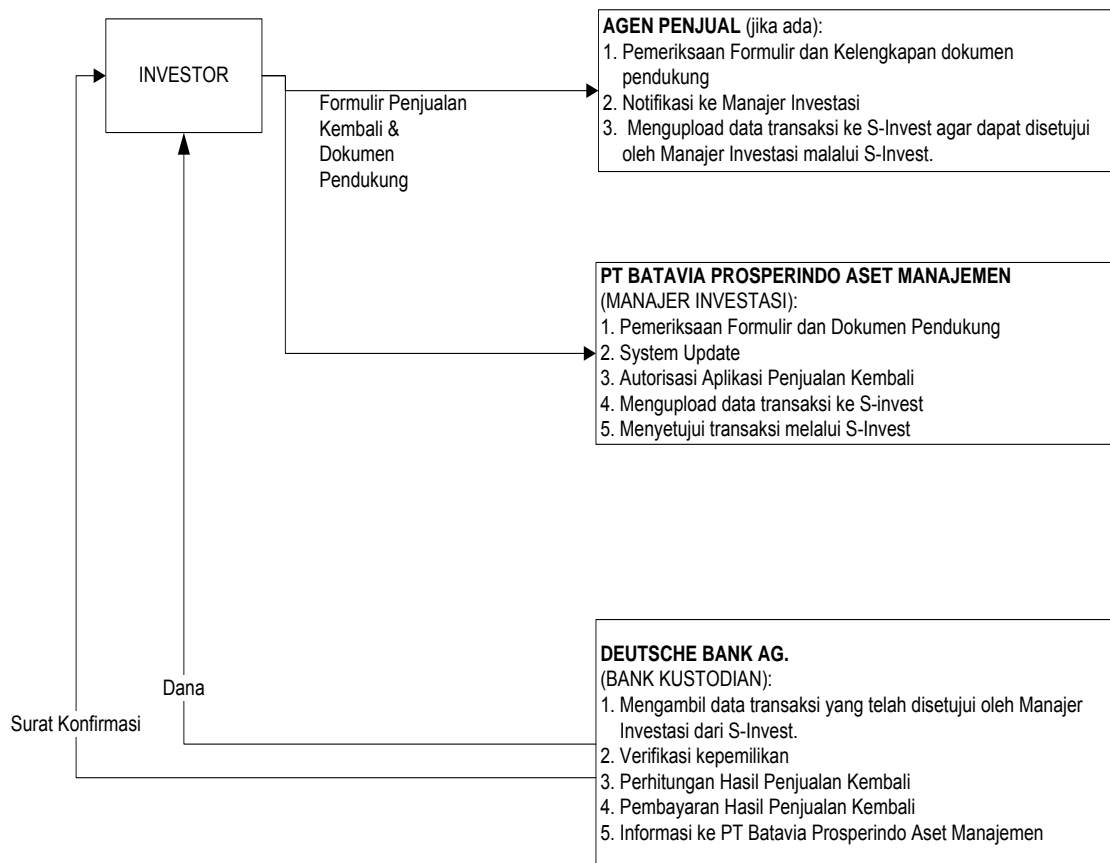 INVESTOR
Formulir Penjualan
Kembali &
Dokumen
Pendukung
AGEN PENJUAL (jika ada):
1. Pemeriksaan Formulir dan Kelengkapan dokumen
pendukung
2. Notifikasi ke Manajer Investasi
3. Mengupload data transaksi ke S-Invest agar dapat disetujui
oleh Manajer Investasi malalui S-Invest.
PT BATAVIA PROSPERINDO ASET MANAJEMEN
(MANAJER INVESTASI):
1. Pemeriksaan Formulir dan Dokumen Pendukung
2. System Update
3. Autorisasi Aplikasi Penjualan Kembali
4. Mengupload data transaksi ke S-invest
5. Menyetujui transaksi melalui S-Invest
Dana
Surat Konfirmasi
DEUTSCHE BANK AG.
(BANK KUSTODIAN):
1. Mengambil data transaksi yang telah disetujui oleh Manajer
Investasi dari S-Invest.
2. Verifikasi kepemilikan
3. Perhitungan Hasil Penjualan Kembali
4. Pembayaran Hasil Penjualan Kembali
5. Informasi ke PT Batavia Prosperindo Aset Manajemen